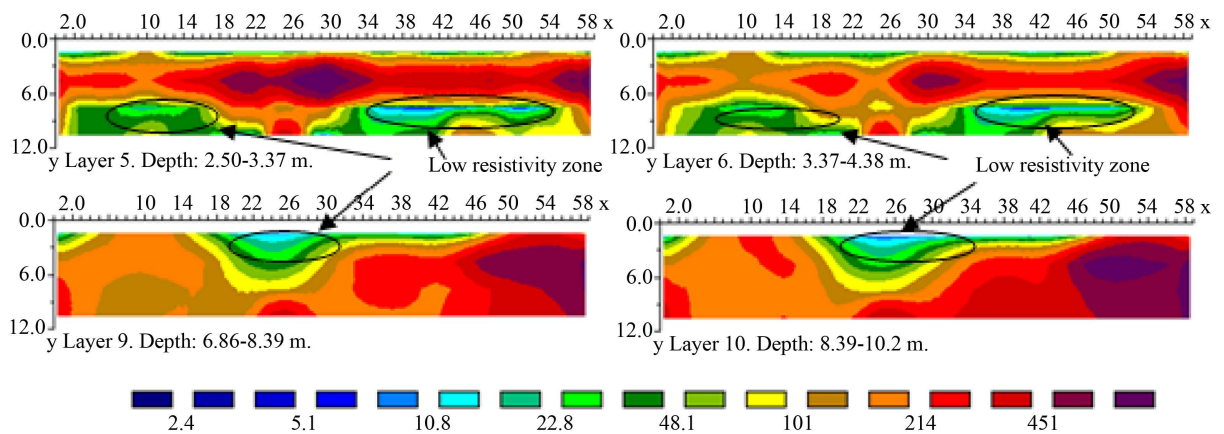 2.0 10 14 18 22 26 30 34 38 42 46 50 54 58 x
2.0 10 14 18 22 26 30 34 38 42 46 50 54 58 x
0.0
0.0
6.0
6.0
12.0
12.0
y Layer 5. Depth: 2.50-3.37 m.
Low resistivity zone
y Layer 6. Depth: 3.37-4.38 m.
Low resistivity zone
2.0 10 14 18 22 26 30 34 38 42 46 50 54 58 x
2.0 10 14 18 22 26 30 34 38 42 46 50 54 58 x
0.0
0.0
6.0
6.0
12.0
12.0
y Layer 9. Depth: 6.86-8.39 m.
y Layer 10. Depth: 8.39-10.2 m.
2.4 5.1 10.8 22.8 48.1 101 214 451